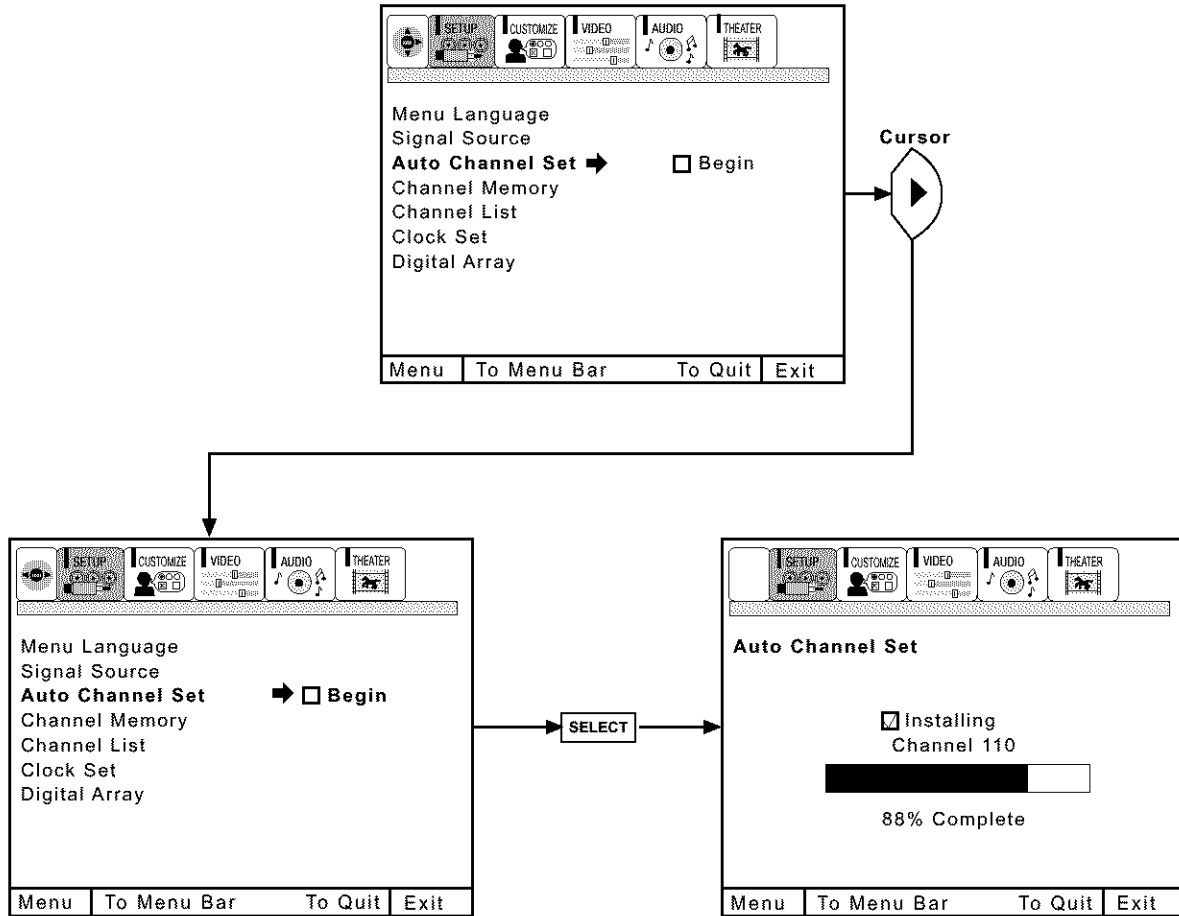 SETUP CUSTOMIZE VIDEO AUDIO THEATER
Menu Language
Signal Source
Auto Channel Set Begin
Channel Memory
Channel List
Clock Set
Digital Array
Menu To Menu Bar To Quit Exit
Cursor
SETUP CUSTOMIZE VIDEO AUDIO THEATER
Menu Language
Signal Source
Auto Channel Set Begin
Channel Memory
Channel List
Clock Set
Digital Array
Menu To Menu Bar To Quit Exit
SELECT
SETUP CUSTOMIZE VIDEO AUDIO THEATER
Auto Channel Set
Installing
Channel 110
88% Complete
Menu To Menu Bar To Quit Exit